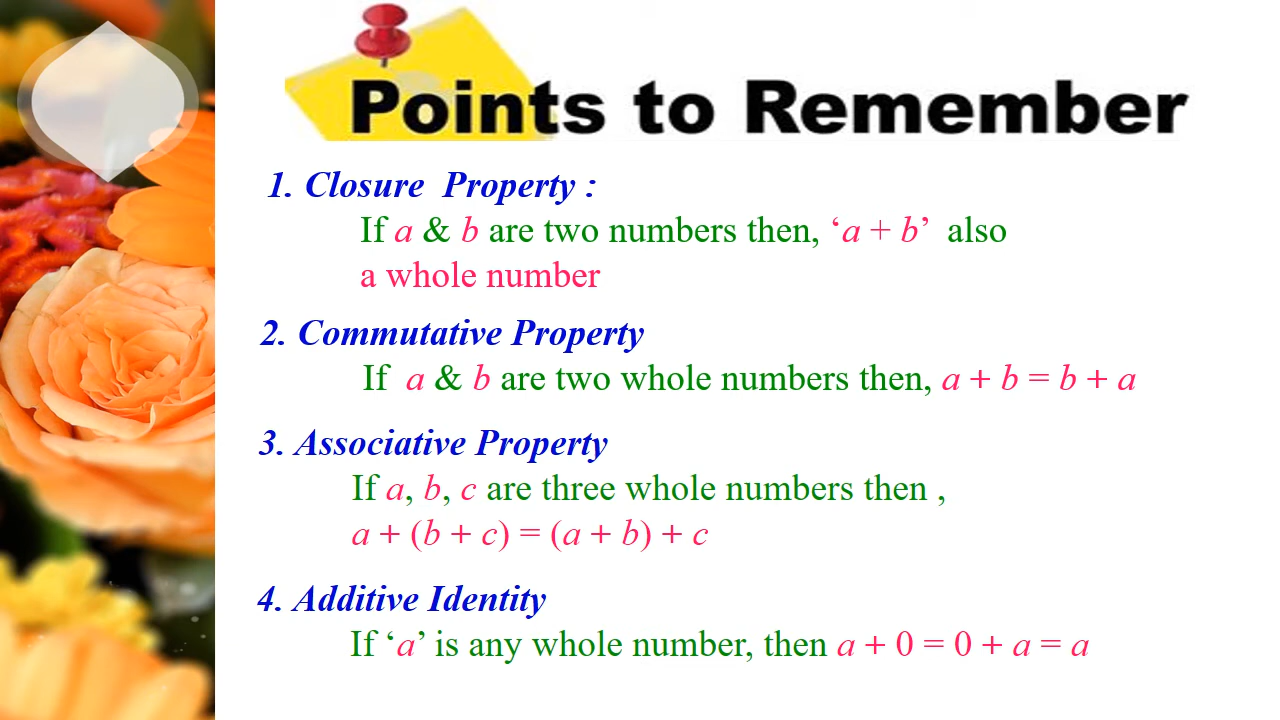 Points to Remember
1. Closure Property :
If a & b are two numbers then, ‘a + b’ also
a whole number
2. Commutative Property
If a & b are two whole numbers then, a + b = b + a
3. Associative Property
If a, b, c are three whole numbers then ,
a + (b + c) = (a + b) + c
4. Additive Identity
If ‘a’ is any whole number, then a + 0 = 0 + a = a